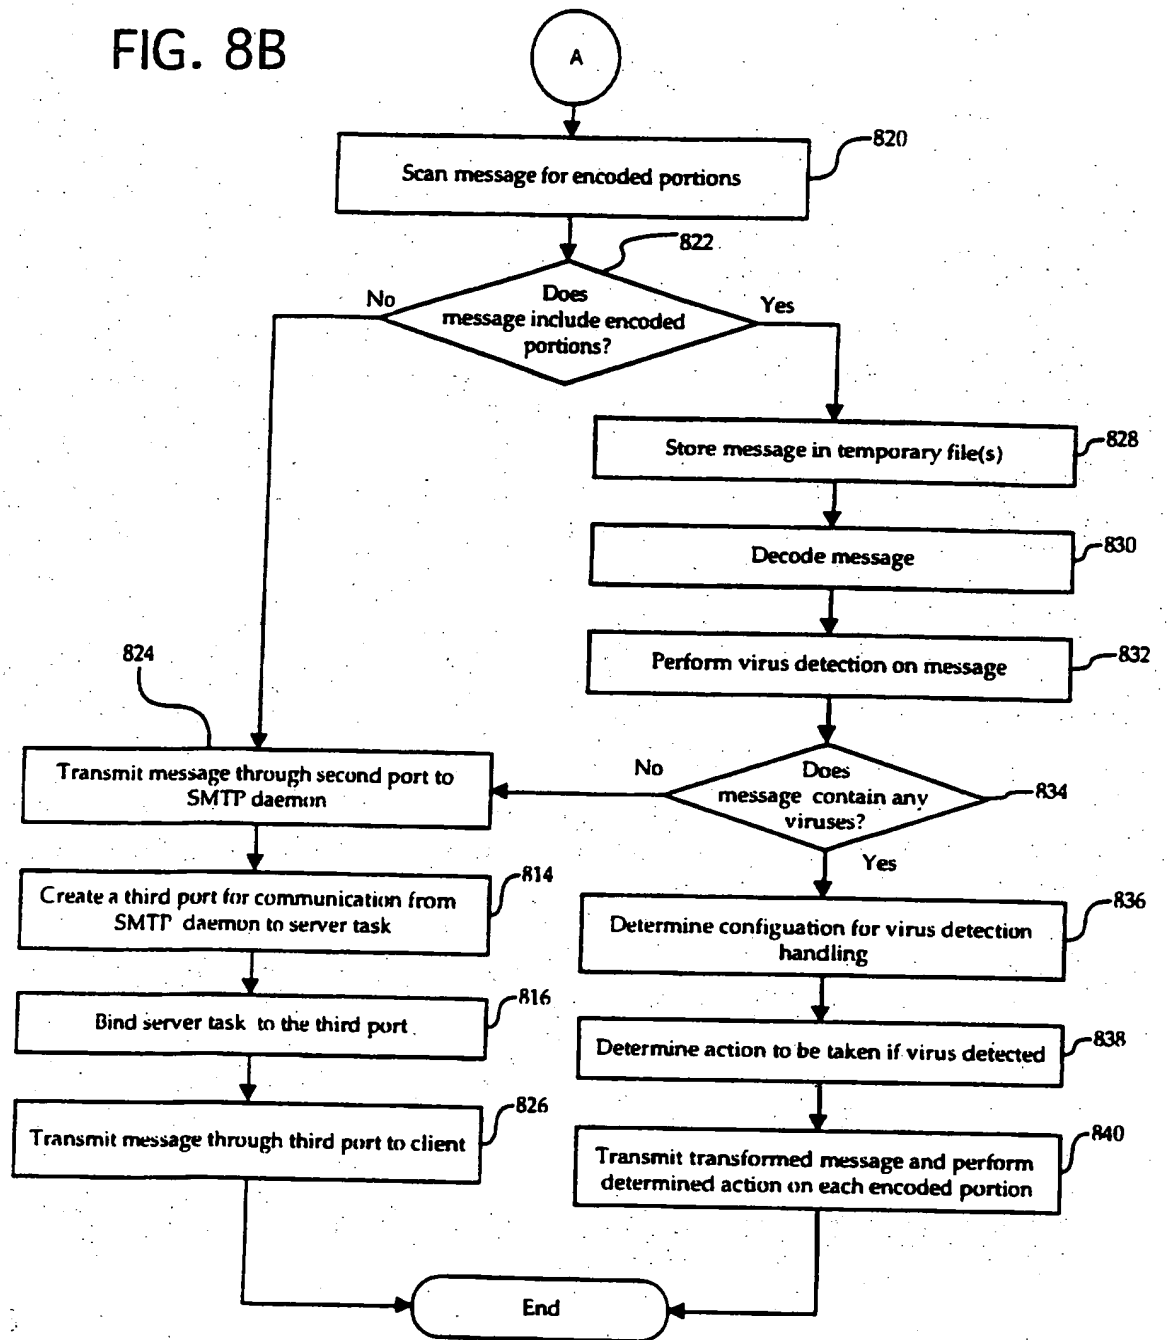 FIG. 8B
A
820
Scan message for encoded portions
822
No
Does
message include encoded
portions?
Yes
828
Store message in temporary file(s)
830
Decode message
832
Perform virus detection on message
824
Transmit message through second port to
SMTP daemon
No
Does
message contain any
viruses?
834
Yes
814
Create a third port for communication from
SMTP daemon to server task
836
Determine configuation for virus detection
handling
816
Bind server task to the third port
838
Determine action to be taken if virus detected
826
Transmit message through third port to client
840
Transmit transformed message and perform
determined action on each encoded portion
End